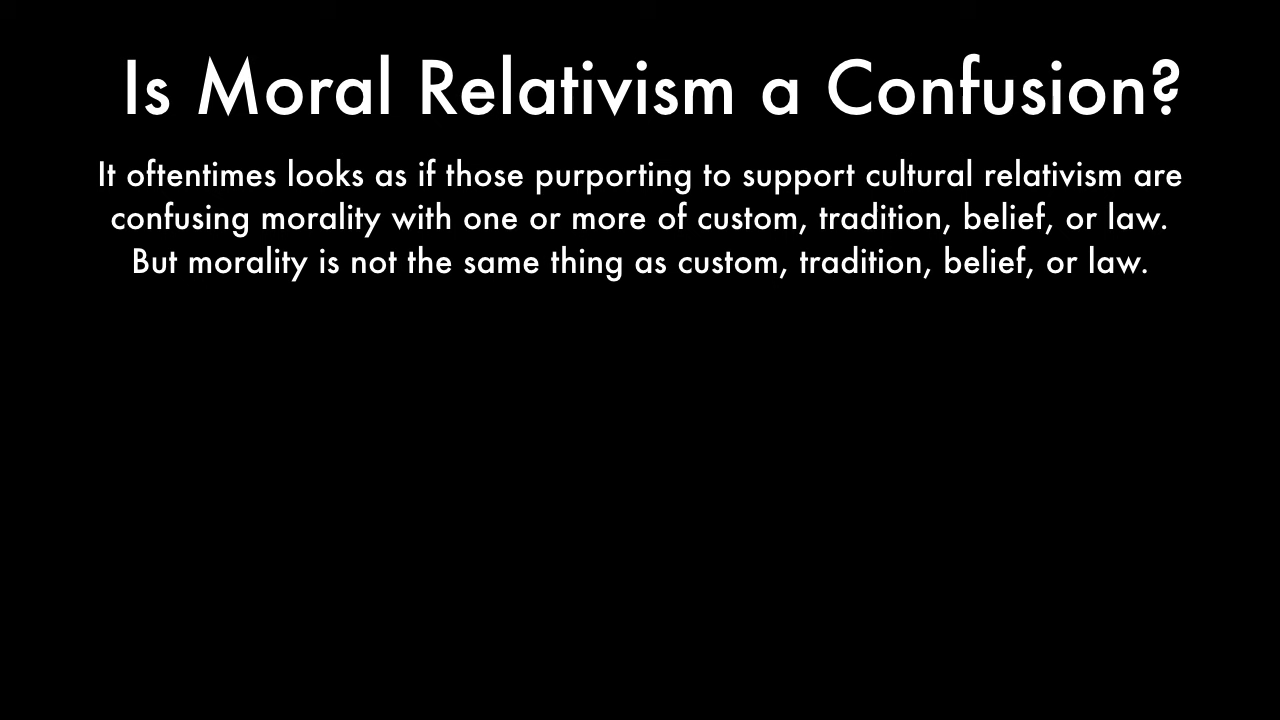 Is Moral Relativism a Confusion?
It oftentimes looks as if those purporting to support cultural relativism are
confusing morality with one or more of custom, tradition, belief, or law.
But morality is not the same thing as custom, tradition, belief, or law.